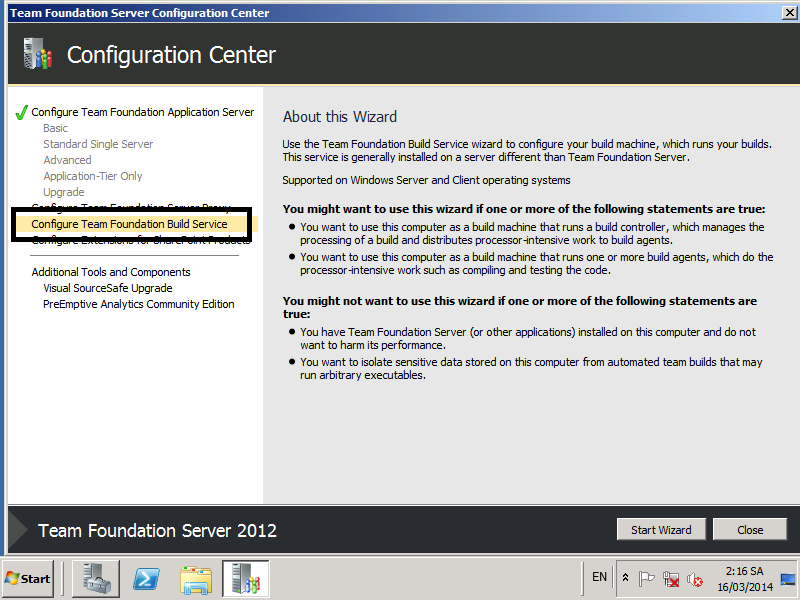 Team Foundation Server Configuration Center
Configuration Center
Configure Team Foundation Application Server
Basic
Standard Single Server
Advanced
Application-Tier Only
Upgrade
Configure Team Foundation Server Proxy
Configure Team Foundation Build Service
Configure Extensions for SharePoint Products
Additional Tools and Components
Visual SourceSafe Upgrade
PreEmptive Analytics Community Edition
About this Wizard
Use the Team Foundation Build Service wizard to configure your build machine, which runs your builds.
This service is generally installed on a server different than Team Foundation Server.
Supported on Windows Server and Client operating systems
You might want to use this wizard if one or more of the following statements are true:
You want to use this computer as a build machine that runs a build controller, which manages the
processing of a build and distributes processor-intensive work to build agents.
You want to use this computer as a build machine that runs one or more build agents, which do the
processor-intensive work such as compiling and testing the code.
You might not want to use this wizard if one or more of the following statements are
true:
You have Team Foundation Server (or other applications) installed on this computer and do not
want to harm its performance.
You want to isolate sensitive data stored on this computer from automated team builds that may
run arbitrary executables.
Team Foundation Server 2012
Start Wizard
Close
Start
EN
2:16 SA
16/03/2014